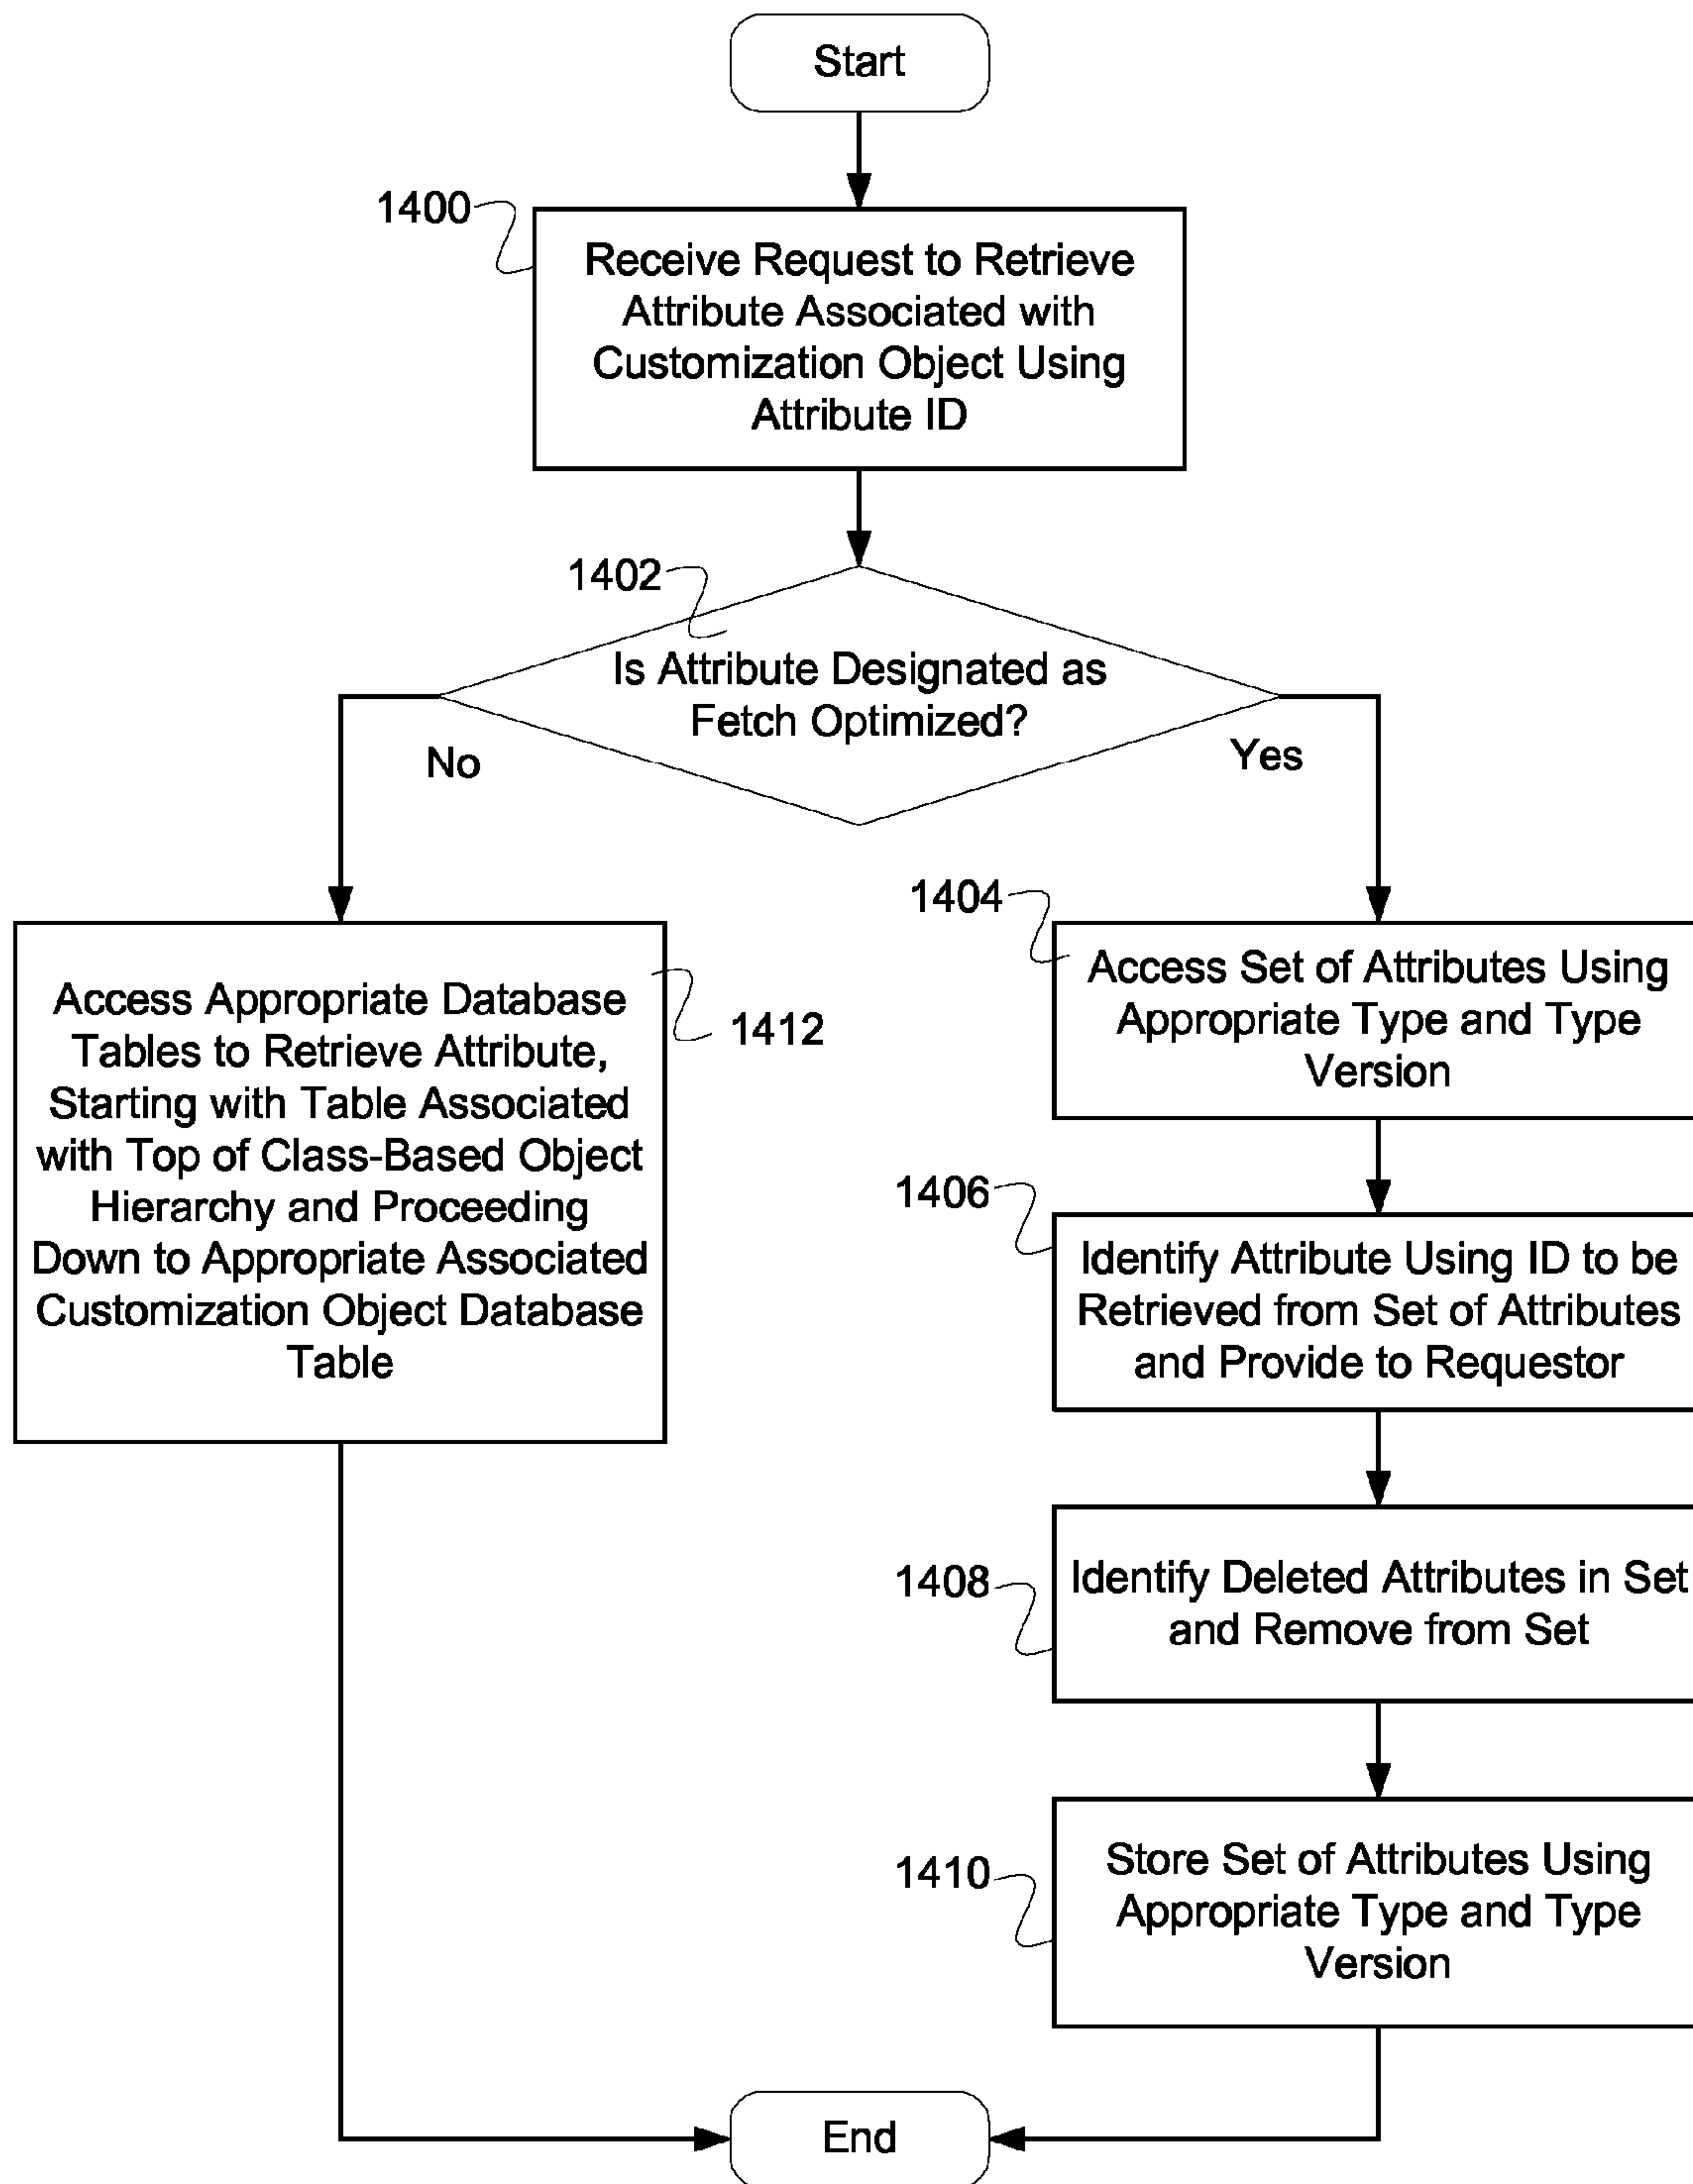 Start
1400
Receive Request to Retrieve
Attribute Associated with
Customization Object Using
Attribute ID
1402
Is Attribute Designated as
Fetch Optimized?
No
Yes
1404
Access Set of Attributes Using
Appropriate Type and Type
Version
Access Appropriate Database
Tables to Retrieve Attribute,
Starting with Table Associated
with Top of Class-Based Object
Hierarchy and Proceeding
Down to Appropriate Associated
Customization Object Database
Table
1412
1406
Identify Attribute Using ID to be
Retrieved from Set of Attributes
and Provide to Requestor
1408
Identify Deleted Attributes in Set
and Remove from Set
1410
Store Set of Attributes Using
Appropriate Type and Type
Version
End